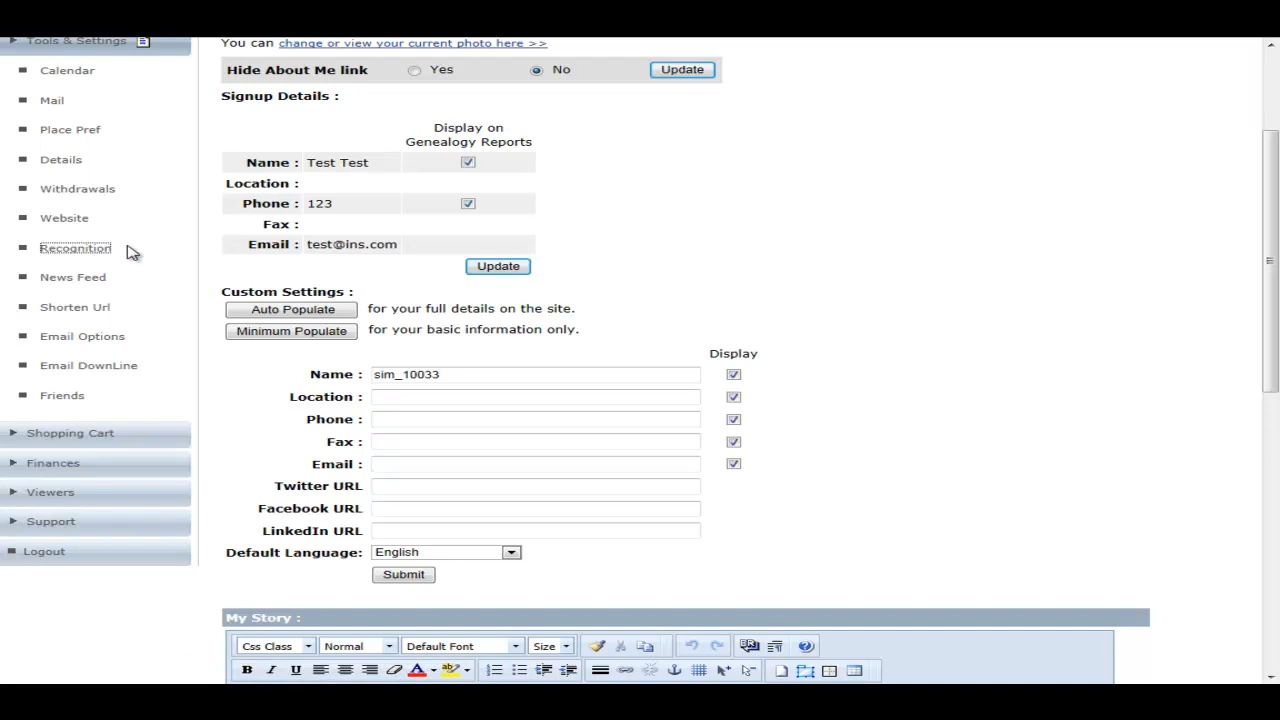 Tools & Settings
Calendar
Mail
Place Pref
Details
Withdrawals
Website
Recognition
News Feed
Shorten Url
Email Options
Email DownLine
Friends
Shopping Cart
Finances
Viewers
Support
Logout
You can change or view your current photo here >>
Hide About Me link Yes No Update
Signup Details :
Display on
Genealogy Reports
Name : Test Test
Location :
Phone : 123
Fax :
Email : test@ins.com
Update
Custom Settings :
Auto Populate for your full details on the site.
Minimum Populate for your basic information only.
Display
Name : sim_10033
Location :
Phone :
Fax :
Email :
Twitter URL
Facebook URL
LinkedIn URL
Default Language: English
Submit
My Story :
Css Class Normal Default Font Size BR
B I U A ab